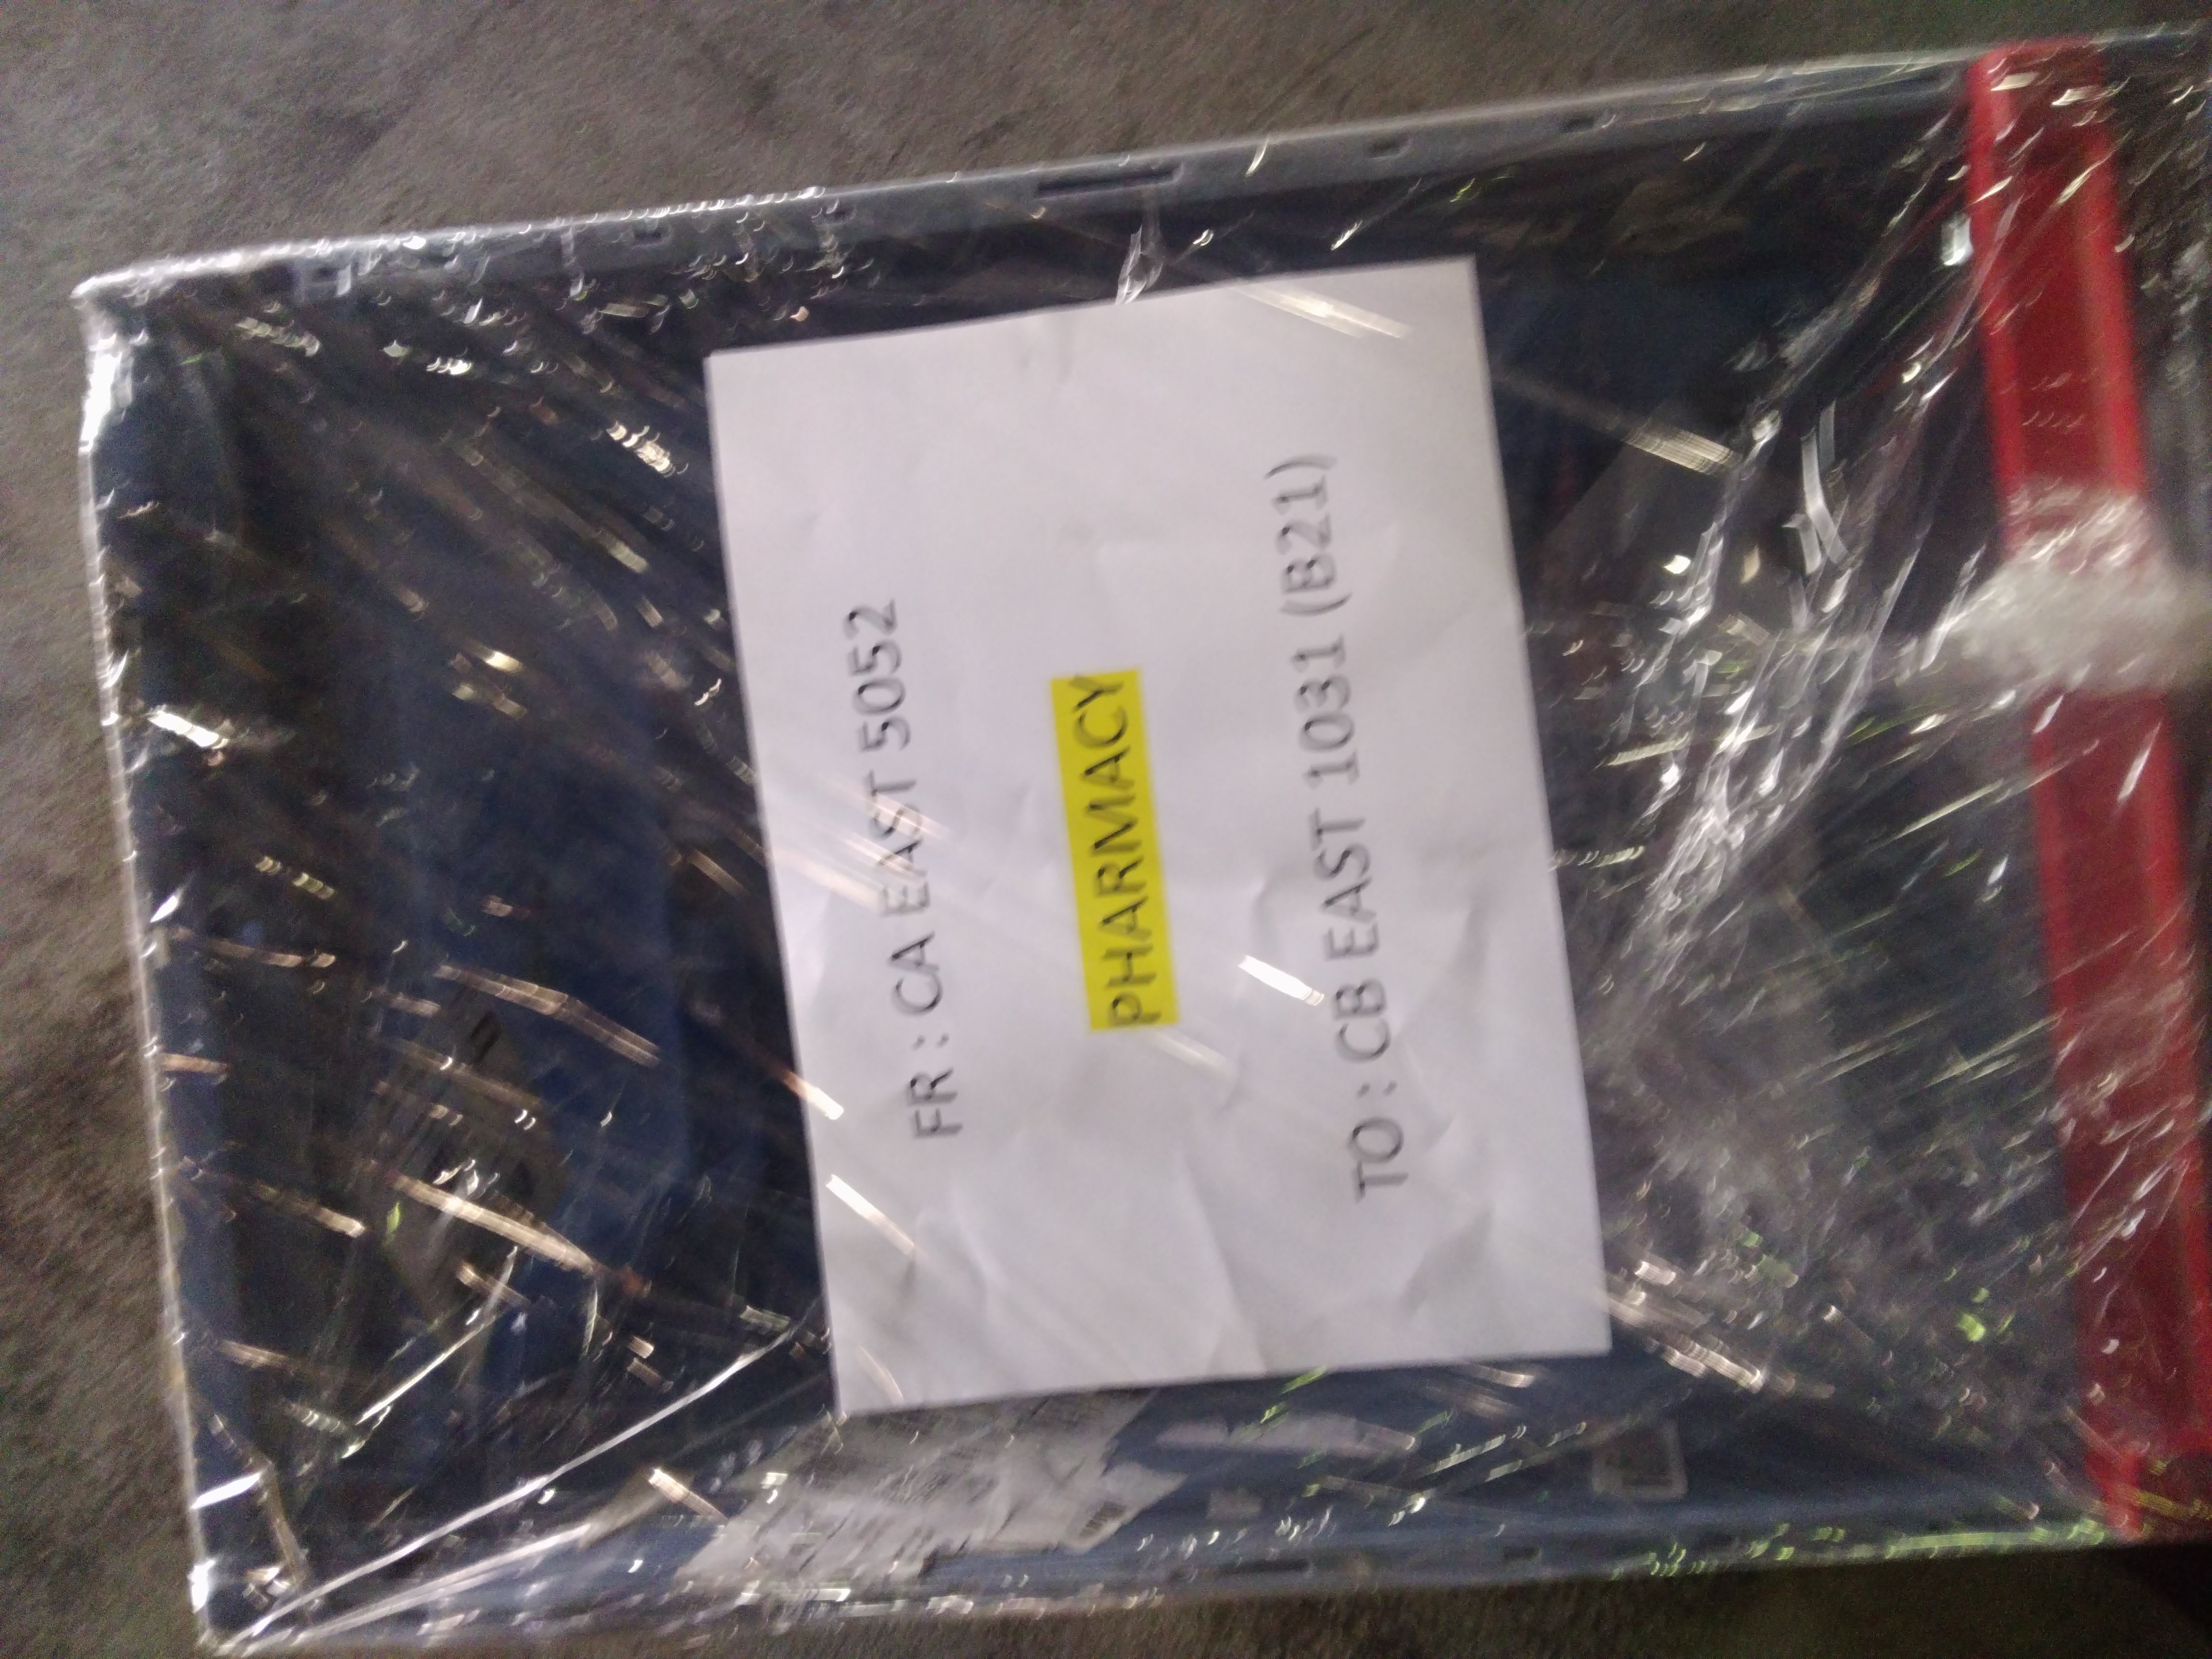 FR : CA EAST 5052
PHARMACY
TO : CB EAST 1031 (B21)